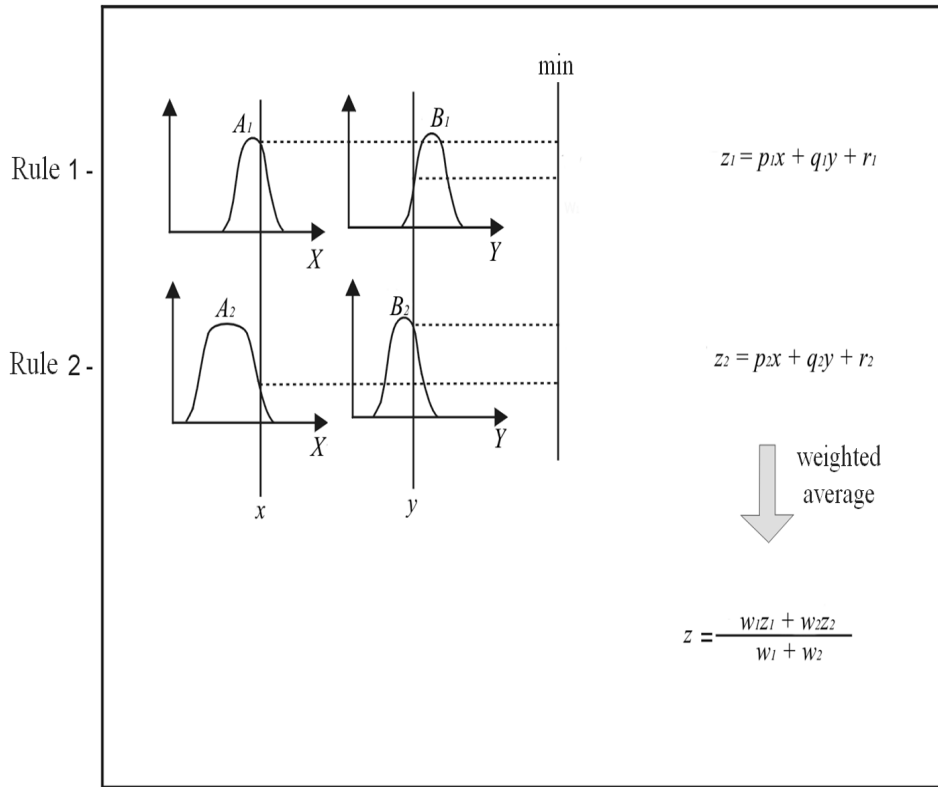 min
A₁
B₁
Rule 1 -
z₁ = p₁x + q₁y + r₁
X
Y
A₂
B₂
Rule 2 -
z₂ = p₂x + q₂y + r₂
X
Y
weighted
average
x
y
z = w₁z₁ + w₂z₂
w₁ + w₂